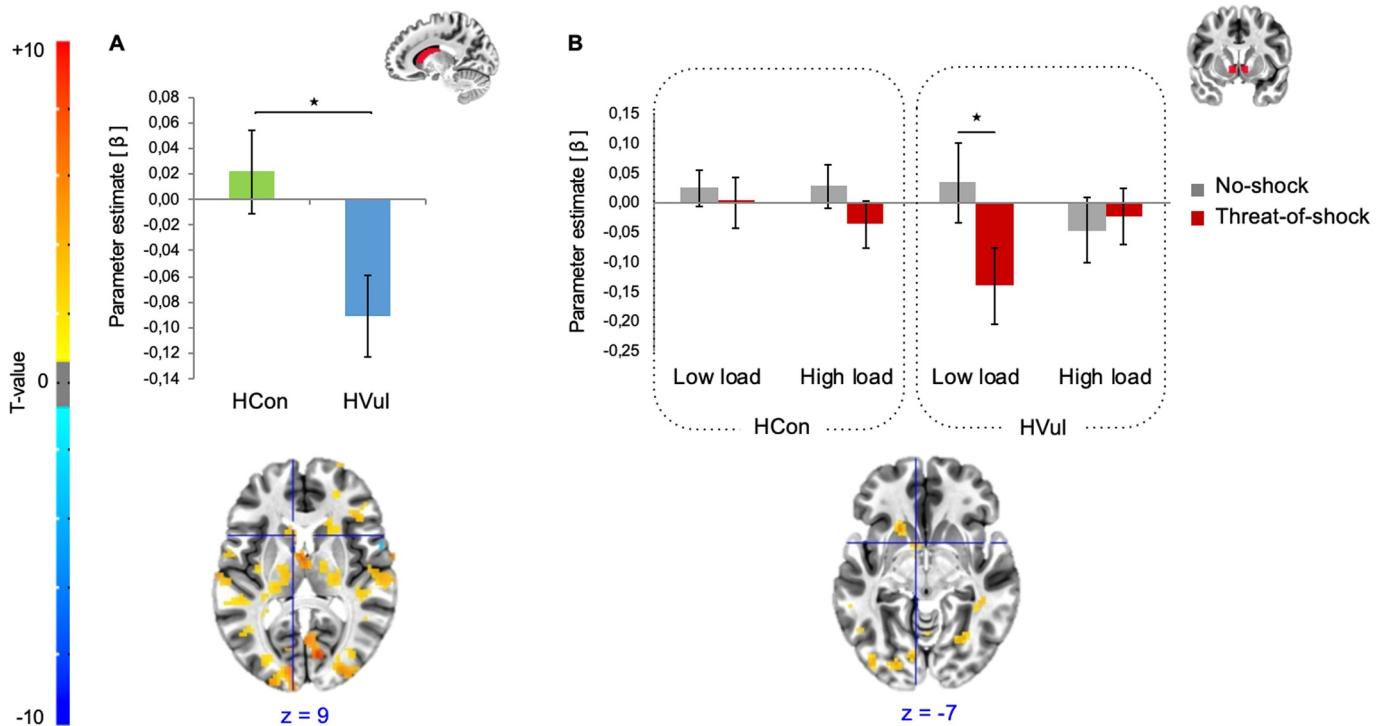 +10
0
-10
T-value
A
Parameter estimate [ β ]
0,08
0,06
0,04
0,02
0,00
-0,02
-0,04
-0,06
-0,08
-0,10
-0,12
-0,14
★
HCon
HVul
z = 9
B
Parameter estimate [ β ]
0,15
0,10
0,05
0,00
-0,05
-0,10
-0,15
-0,20
-0,25
★
Low load
High load
Low load
High load
HCon
HVul
No-shock
Threat-of-shock
z = -7